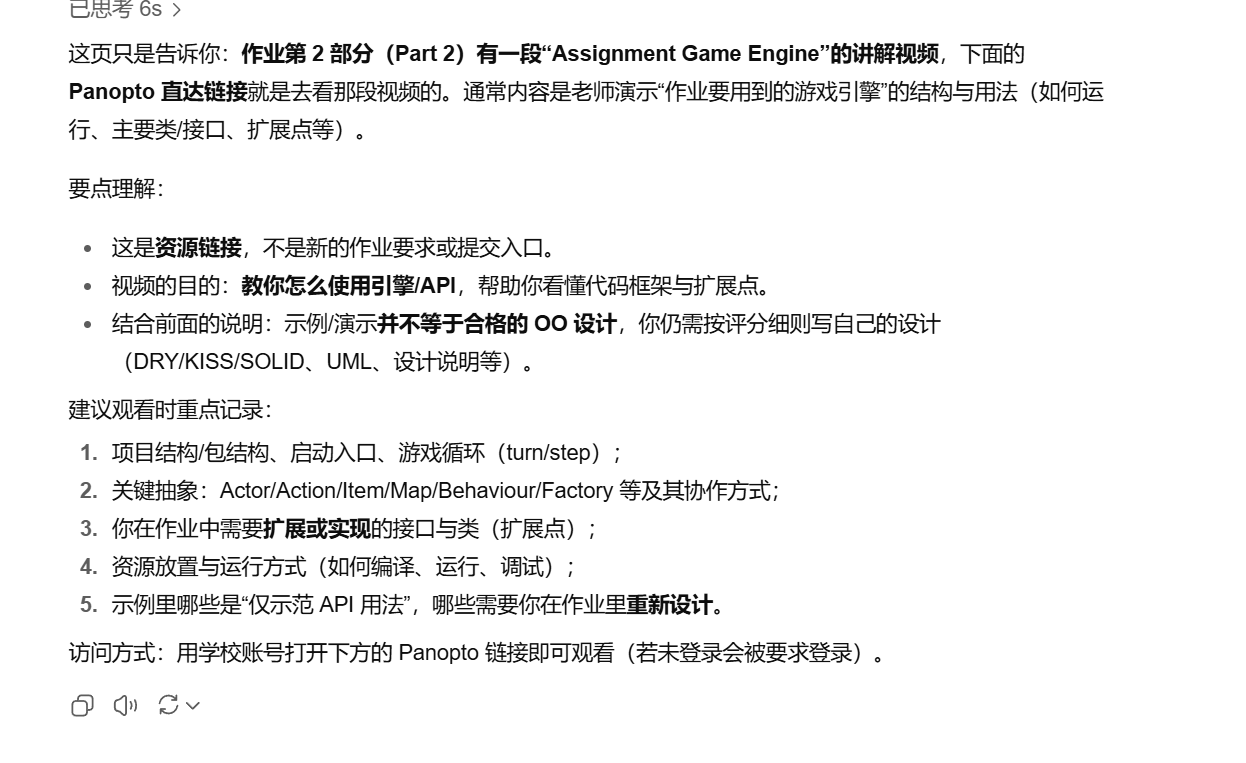 已思考 6s
这页只是告诉你：作业第 2 部分（Part 2）有一段“Assignment Game Engine”的讲解视频，下面的
Panopto 直达链接就是去看那段视频的。通常内容是老师演示“作业要用到的游戏引擎”的结构与用法（如何运
行、主要类/接口、扩展点等）。
要点理解：
• 这是资源链接，不是新的作业要求或提交入口。
• 视频的目的：教你怎么使用引擎/API，帮助你看懂代码框架与扩展点。
• 结合前面的说明：示例/演示并不等于合格的 OO 设计，你仍需按评分细则写自己的设计
（DRY/KISS/SOLID、UML、设计说明等）。
建议观看时重点记录：
1. 项目结构/包结构、启动入口、游戏循环（turn/step）；
2. 关键抽象：Actor/Action/Item/Map/Behaviour/Factory 等及其协作方式；
3. 你在作业中需要扩展或实现的接口与类（扩展点）；
4. 资源放置与运行方式（如何编译、运行、调试）；
5. 示例里哪些是“仅示范 API 用法”，哪些需要你在作业里重新设计。
访问方式：用学校账号打开下方的 Panopto 链接即可观看（若未登录会被要求登录）。